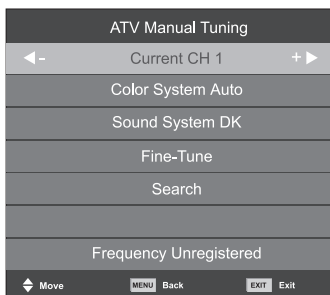 ATV Manual Tuning
- Current CH 1 +
Color System Auto
Sound System DK
Fine-Tune
Search
Frequency Unregistered
Move MENU Back EXIT Exit